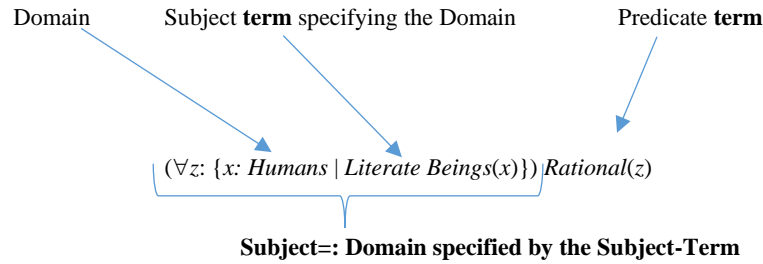 Domain Subject term specifying the Domain Predicate term
(∀z: {x: Humans | Literate Beings(x)}) Rational(z)
Subject=: Domain specified by the Subject-Term